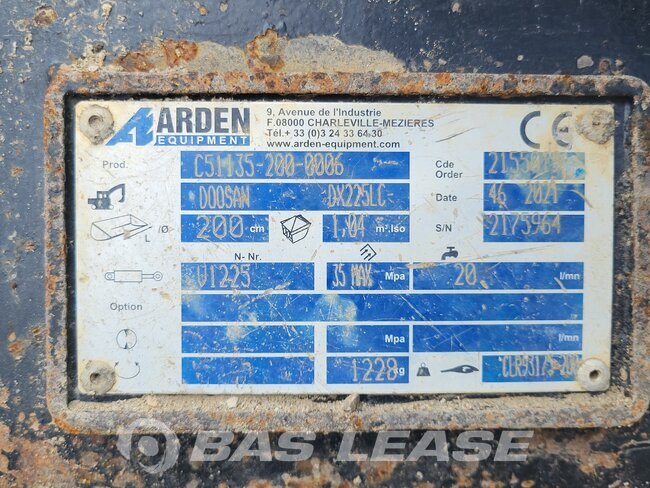 ARDEN
EQUIPMENT
9, Avenue de l'Industrie
F.08000 CHARLEVILLE-MEZIERES
Tél.+ 33 (0)3 24 33 64 30
www.arden-equipment.com
CE
Prod. C51135-200-0006 Cde Order
DOOSAN DX225LC Date 46 2021
L /Ø 200 cm 1,04 m³.Iso S/N 2175964
N- Nr.
V1225 35 MAX Mpa 20 l/mn
Option
Mpa l/mn
1228 kg
BAS LEASE